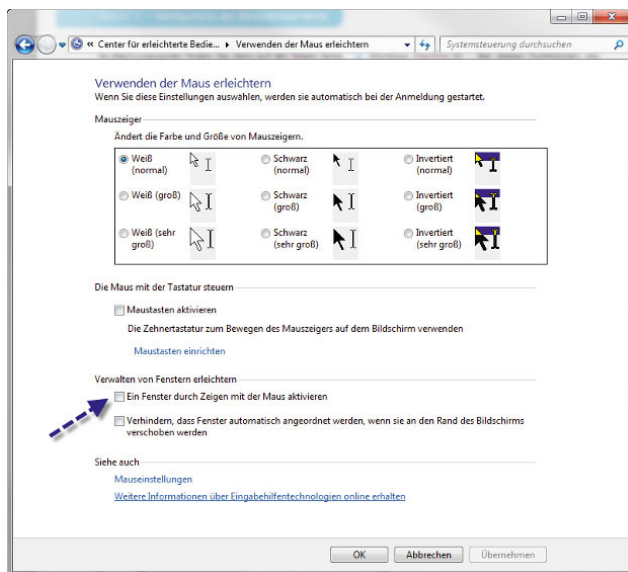 « Center für erleichterte Bedie... ▸ Verwenden der Maus erleichtern
Systemsteuerung durchsuchen
Verwenden der Maus erleichtern
Wenn Sie diese Einstellungen auswählen, werden sie automatisch bei der Anmeldung gestartet.
Mauszeiger
Ändert die Farbe und Größe von Mauszeigern.
Weiß (normal)
Schwarz (normal)
Invertiert (normal)
Weiß (groß)
Schwarz (groß)
Invertiert (groß)
Weiß (sehr groß)
Schwarz (sehr groß)
Invertiert (sehr groß)
Die Maus mit der Tastatur steuern
Maustasten aktivieren
Die Zehnertastatur zum Bewegen des Mauszeigers auf dem Bildschirm verwenden
Maustasten einrichten
Verwalten von Fenstern erleichtern
Ein Fenster durch Zeigen mit der Maus aktivieren
Verhindern, dass Fenster automatisch angeordnet werden, wenn sie an den Rand des Bildschirms
verschoben werden
Siehe auch
Mauseinstellungen
Weitere Informationen über Eingabehilfentechnologien online erhalten
OK Abbrechen Übernehmen